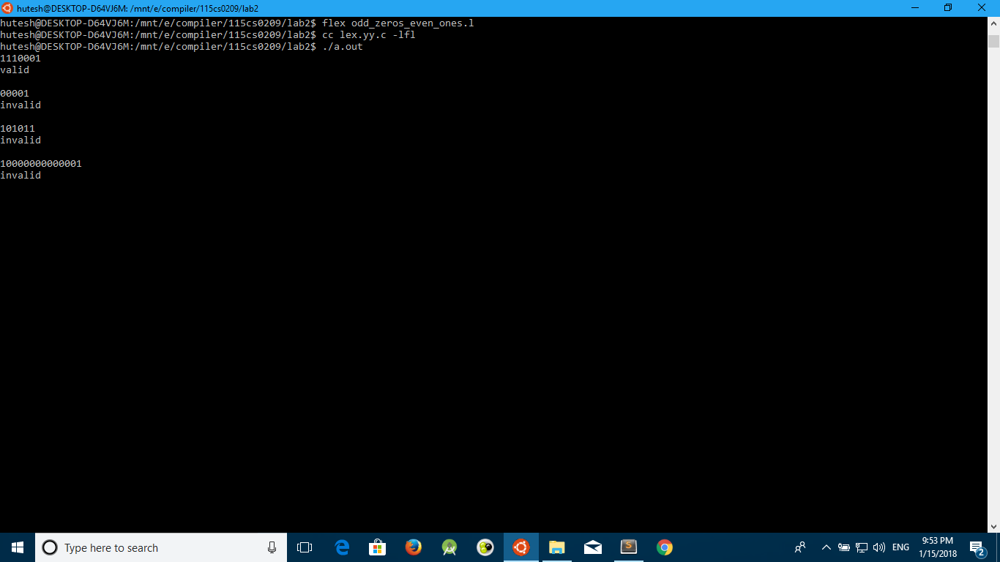 hutesh@DESKTOP-D64VJ6M: /mnt/e/compiler/115cs0209/lab2
hutesh@DESKTOP-D64VJ6M:/mnt/e/compiler/115cs0209/lab2$ flex odd_zeros_even_ones.l
hutesh@DESKTOP-D64VJ6M:/mnt/e/compiler/115cs0209/lab2$ cc lex.yy.c -lfl
hutesh@DESKTOP-D64VJ6M:/mnt/e/compiler/115cs0209/lab2$ ./a.out
1110001
valid
00001
invalid
101011
invalid
10000000000001
invalid
Type here to search
ENG
9:53 PM
1/15/2018
2